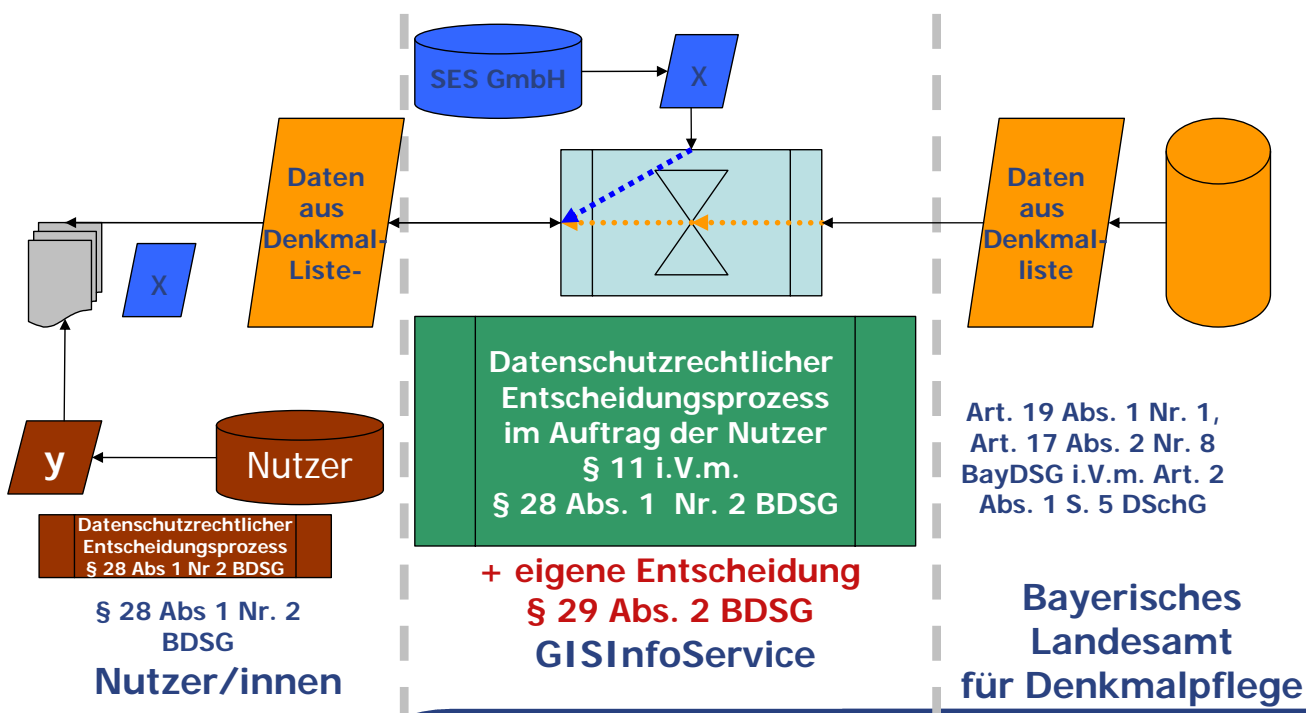 SES GmbH
X
Daten
aus
Denkmal-
Liste-
X
Daten
aus
Denkmal-
liste
y
Nutzer
Datenschutzrechtlicher
Entscheidungsprozess
§ 28 Abs 1 Nr 2 BDSG
§ 28 Abs 1 Nr. 2
BDSG
Nutzer/innen
Datenschutzrechtlicher
Entscheidungsprozess
im Auftrag der Nutzer
§ 11 i.V.m.
§ 28 Abs. 1 Nr. 2 BDSG
+ eigene Entscheidung
§ 29 Abs. 2 BDSG
GISInfoService
Art. 19 Abs. 1 Nr. 1,
Art. 17 Abs. 2 Nr. 8
BayDSG i.V.m. Art. 2
Abs. 1 S. 5 DSchG
Bayerisches
Landesamt
für Denkmalpflege